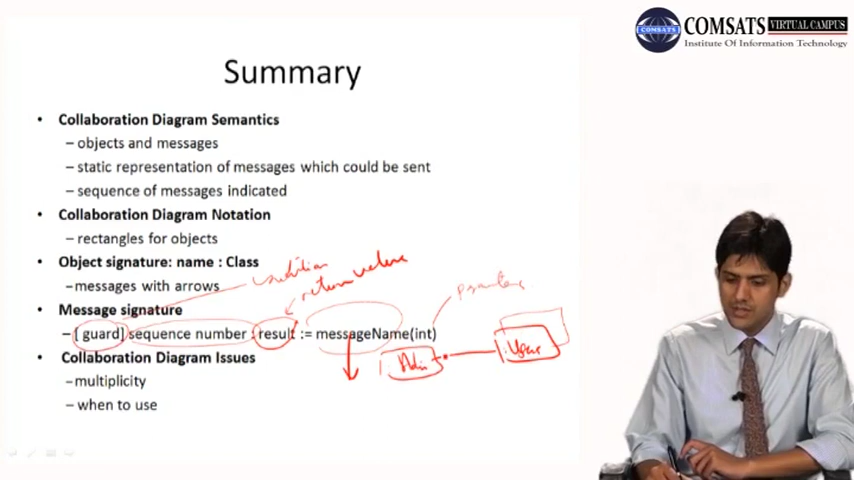 COMSATS VIRTUAL CAMPUS
COMSATS
Institute Of Information Technology
Summary
• Collaboration Diagram Semantics
– objects and messages
– static representation of messages which could be sent
– sequence of messages indicated
• Collaboration Diagram Notation
– rectangles for objects
• Object signature: name : Class
– messages with arrows
condition
return value
• Message signature
– [ guard] sequence number : result := messageName(int)
• Collaboration Diagram Issues
– multiplicity
– when to use